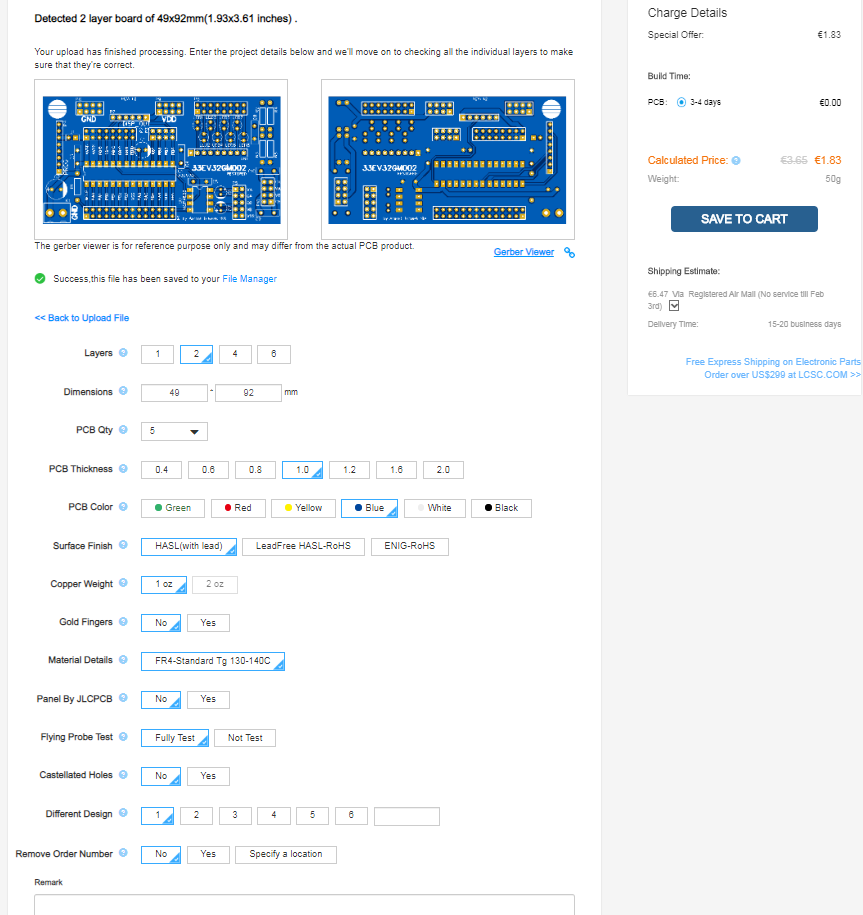 Detected 2 layer board of 49x92mm(1.93x3.61 inches) .
Your upload has finished processing. Enter the project details below and we'll move on to checking all the individual layers to make
sure that they're correct.
GND
VDD
33EV32GM002
GND
33EV32GM002
The gerber viewer is for reference purpose only and may differ from the actual PCB product.
Gerber Viewer
Success,this file has been saved to your File Manager
<< Back to Upload File
Layers 1 2 4 6
Dimensions 49 * 92 mm
PCB Qty 5
PCB Thickness 0.4 0.6 0.8 1.0 1.2 1.6 2.0
PCB Color Green Red Yellow Blue White Black
Surface Finish HASL(with lead) LeadFree HASL-RoHS ENIG-RoHS
Copper Weight 1 oz 2 oz
Gold Fingers No Yes
Material Details FR4-Standard Tg 130-140C
Panel By JLCPCB No Yes
Flying Probe Test Fully Test Not Test
Castellated Holes No Yes
Different Design 1 2 3 4 5 6
Remove Order Number No Yes Specify a location
Remark
Charge Details
Special Offer: €1.83
Build Time:
PCB: 3-4 days €0.00
Calculated Price: €3.65 €1.83
Weight: 50g
SAVE TO CART
Shipping Estimate:
€6.47 Via Registered Air Mail (No service till Feb
3rd)
Delivery Time: 15-20 business days
Free Express Shipping on Electronic Parts
Order over US$299 at LCSC.COM >>